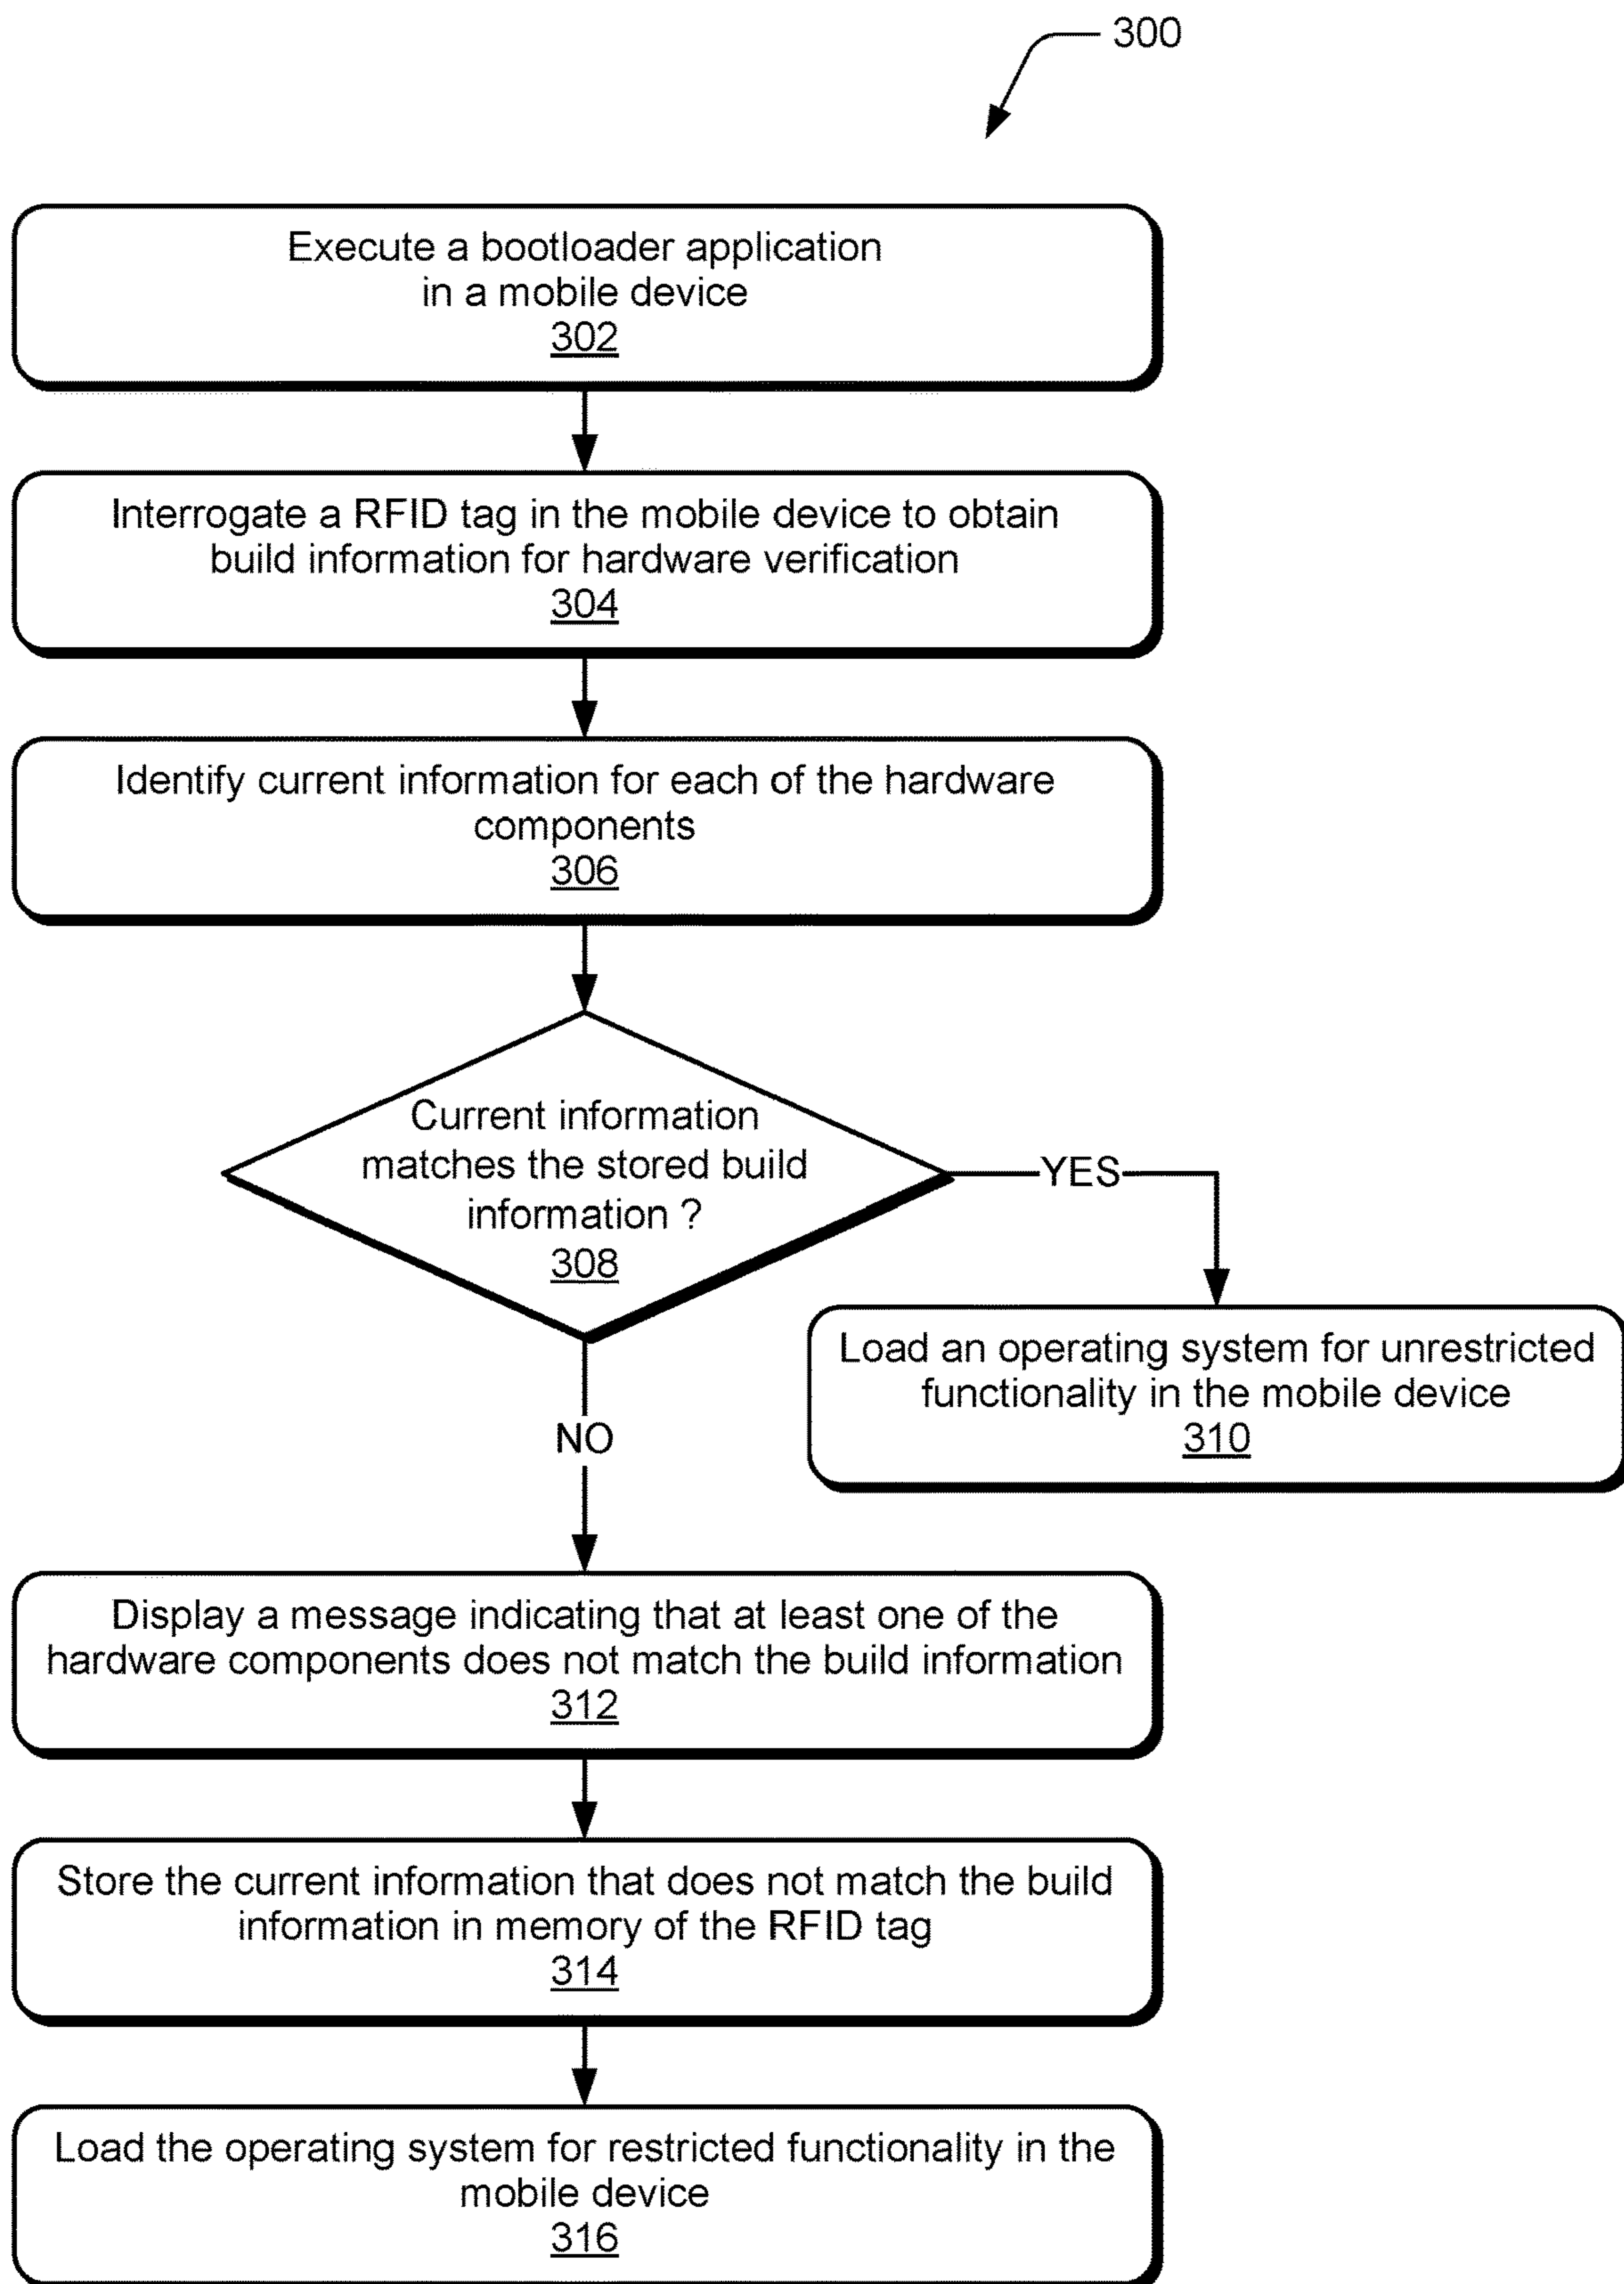 300
Execute a bootloader application
in a mobile device
302
Interrogate a RFID tag in the mobile device to obtain
build information for hardware verification
304
Identify current information for each of the hardware
components
306
Current information
matches the stored build
information ?
308
YES
Load an operating system for unrestricted
functionality in the mobile device
310
NO
Display a message indicating that at least one of the
hardware components does not match the build information
312
Store the current information that does not match the build
information in memory of the RFID tag
314
Load the operating system for restricted functionality in the
mobile device
316